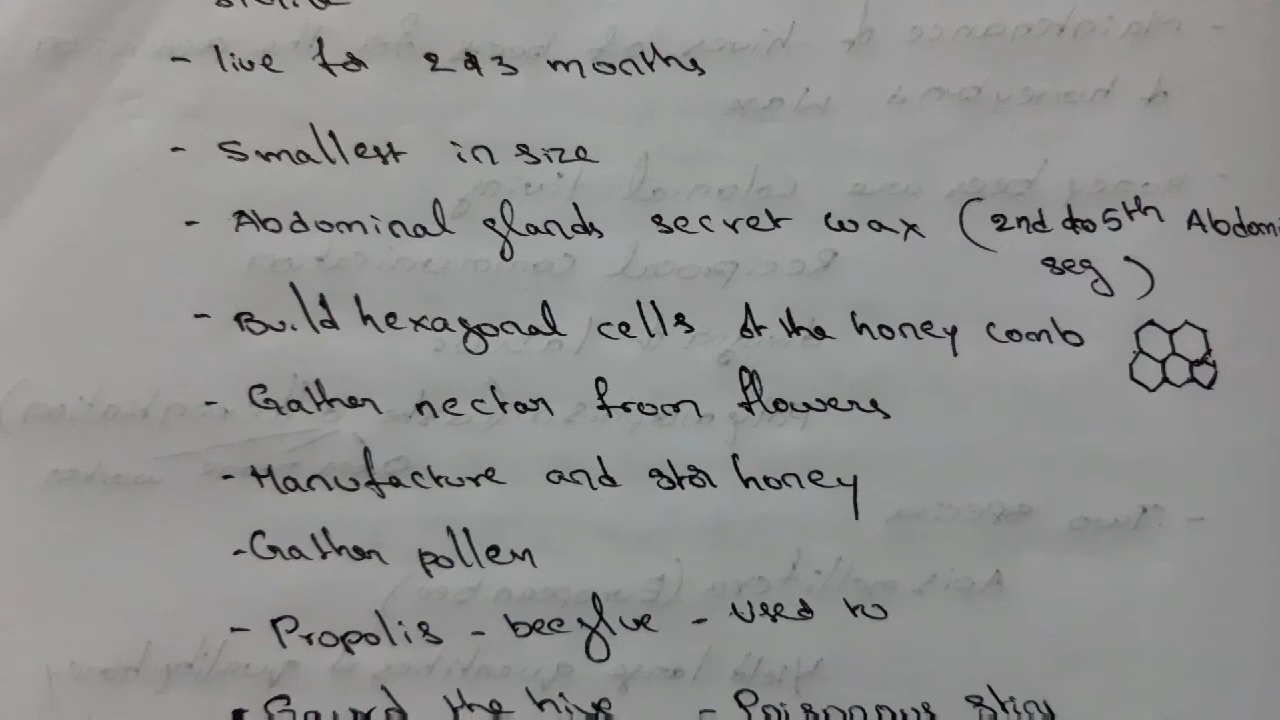 - live for 2 & 3 months
- Smallest in size
- Abdominal glands secret wax (2nd to 5th Abdom
seg)
- Build hexagonal cells of the honey comb
- Gather nectar from flowers
- Manufacture and stor honey
- Gather pollen
- Propolis - beeglue - used to
- Gaurd the hive - Poisonous sting